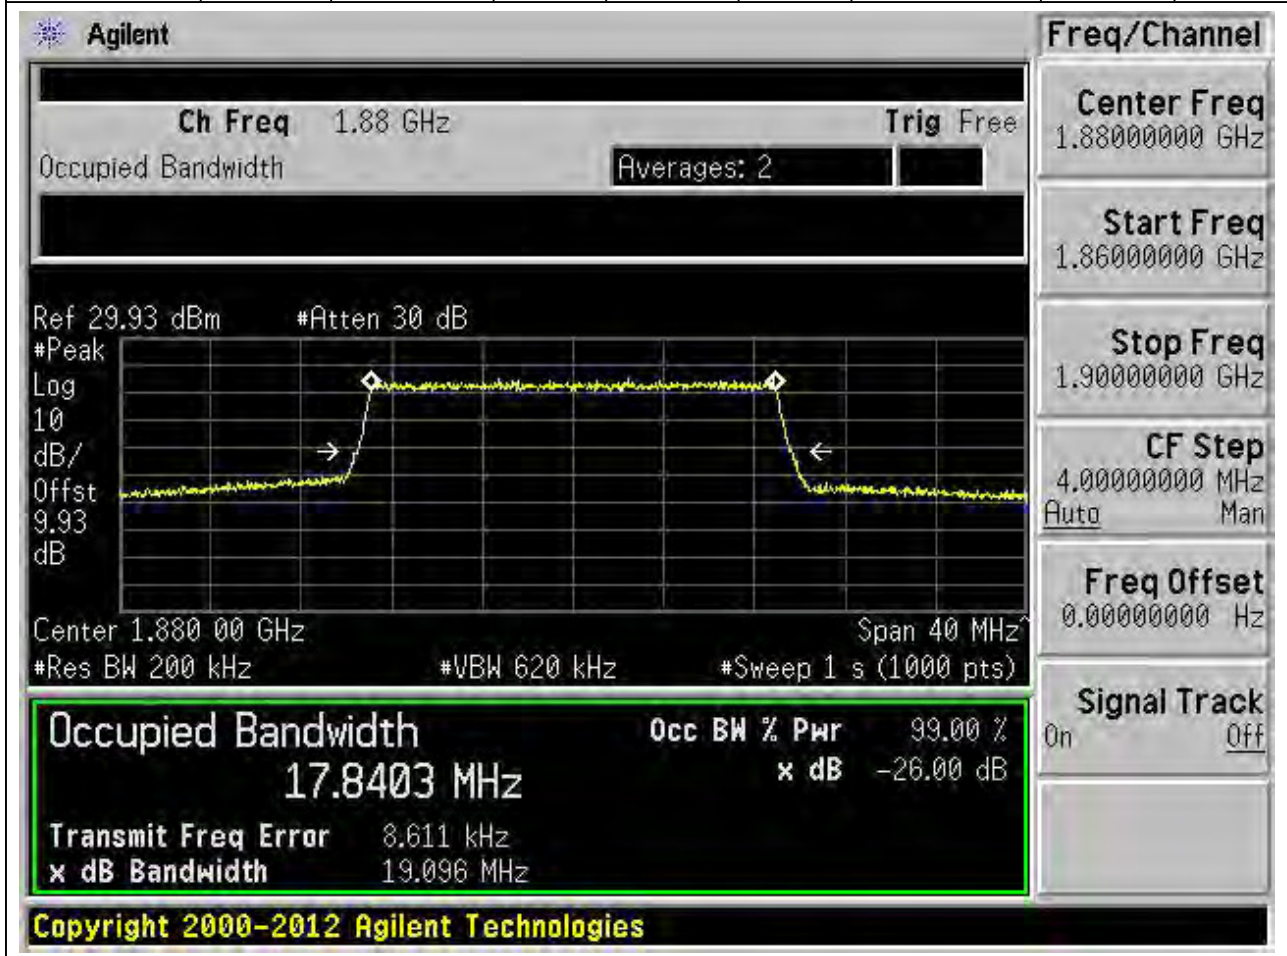 Agilent
Freq/Channel
Ch Freq 1.88 GHz Trig Free
Occupied Bandwidth Averages: 2
Center Freq
1.88000000 GHz
Start Freq
1.86000000 GHz
Stop Freq
1.90000000 GHz
CF Step
4.00000000 MHz
Auto Man
Freq Offset
0.00000000 Hz
Signal Track
On Off
Ref 29.93 dBm #Atten 30 dB
#Peak
Log
10
dB/
Offst
9.93
dB
Center 1.880 00 GHz Span 40 MHz^
#Res BW 200 kHz #VBW 620 kHz #Sweep 1 s (1000 pts)
Occupied Bandwidth Occ BW % Pwr 99.00 %
17.8403 MHz x dB -26.00 dB
Transmit Freq Error 8.611 kHz
x dB Bandwidth 19.096 MHz
Copyright 2000-2012 Agilent Technologies